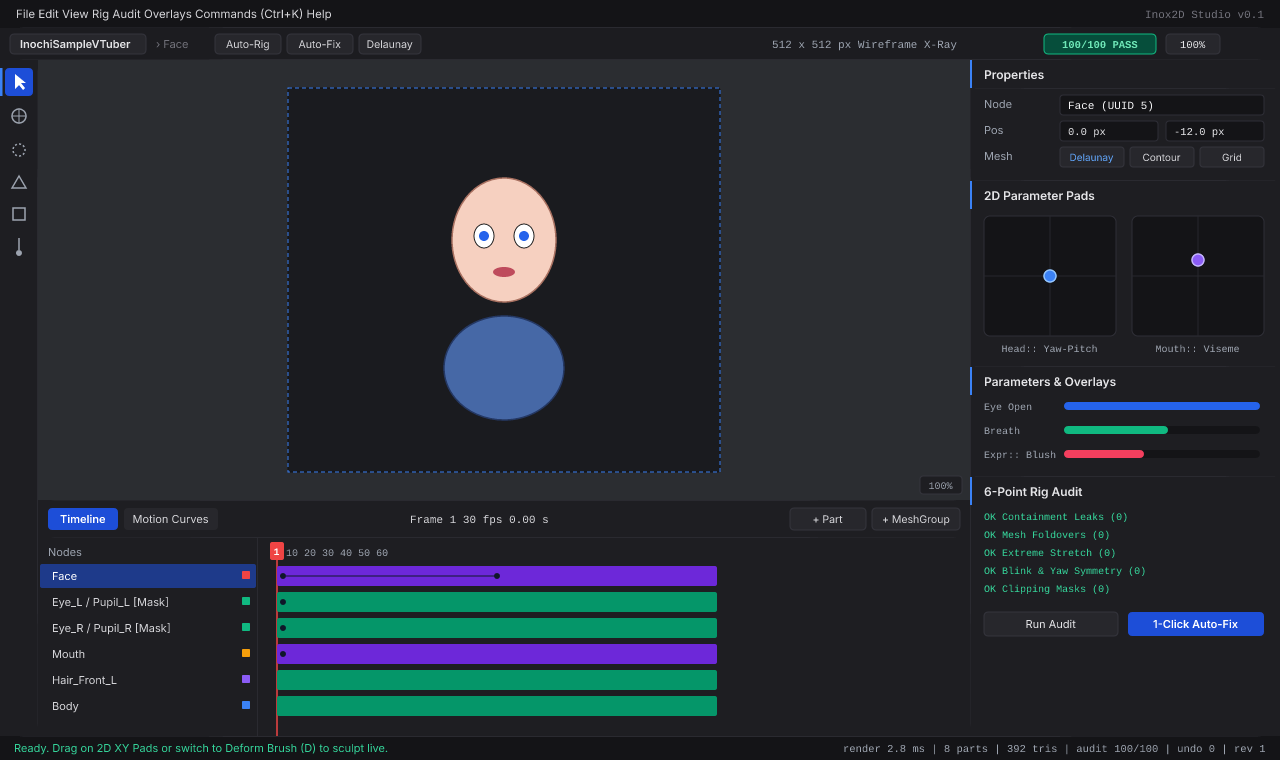 File Edit View Rig Audit Overlays Commands (Ctrl+K) Help
Inox2D Studio v0.1
InochiSampleVTuber
› Face
Auto-Rig
Auto-Fix
Delaunay
512 x 512 px Wireframe X-Ray
100/100 PASS
100%
Properties
Node
Face (UUID 5)
Pos
0.0 px
-12.0 px
Mesh
Delaunay
Contour
Grid
2D Parameter Pads
Head:: Yaw-Pitch
Mouth:: Viseme
Parameters & Overlays
Eye Open
Breath
Expr:: Blush
100%
6-Point Rig Audit
OK Containment Leaks (0)
OK Mesh Foldovers (0)
OK Extreme Stretch (0)
OK Blink & Yaw Symmetry (0)
OK Clipping Masks (0)
Run Audit
1-Click Auto-Fix
Timeline
Motion Curves
Frame 1 30 fps 0.00 s
+ Part
+ MeshGroup
Nodes
1
10 20 30 40 50 60
Face
Eye_L / Pupil_L [Mask]
Eye_R / Pupil_R [Mask]
Mouth
Hair_Front_L
Body
Ready. Drag on 2D XY Pads or switch to Deform Brush (D) to sculpt live.
render 2.8 ms | 8 parts | 392 tris | audit 100/100 | undo 0 | rev 1